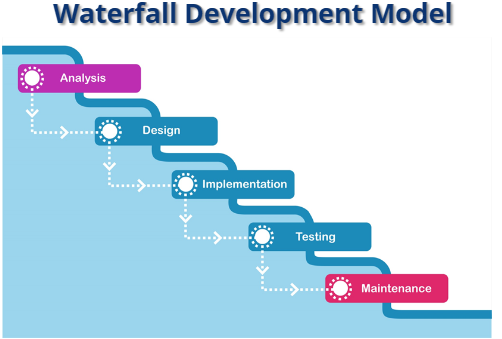 Waterfall Development Model
Analysis
Design
Implementation
Testing
Maintenance